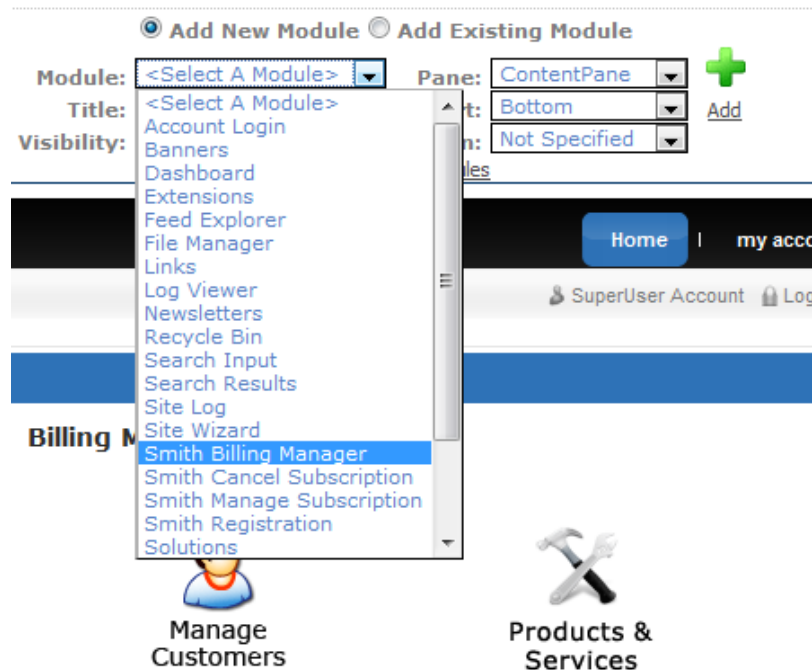 Add New Module Add Existing Module
Module: <Select A Module> Pane: ContentPane
Title: Bottom Add
Visibility: Not Specified
<Select A Module>
Account Login
Banners
Dashboard
Extensions
Feed Explorer
File Manager
Links
Log Viewer
Newsletters
Recycle Bin
Search Input
Search Results
Site Log
Site Wizard
Smith Billing Manager
Smith Cancel Subscription
Smith Manage Subscription
Smith Registration
Solutions
Home | my acco
SuperUser Account Log
Billing M
Manage
Customers
Products &
Services